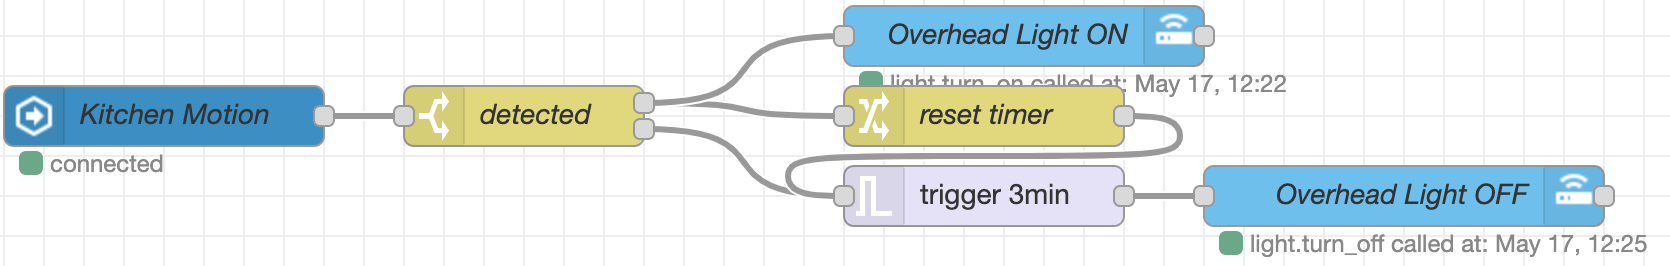 Overhead Light ON
light.turn_on called at: May 17, 12:22
Kitchen Motion
detected
reset timer
connected
trigger 3min
Overhead Light OFF
light.turn_off called at: May 17, 12:25